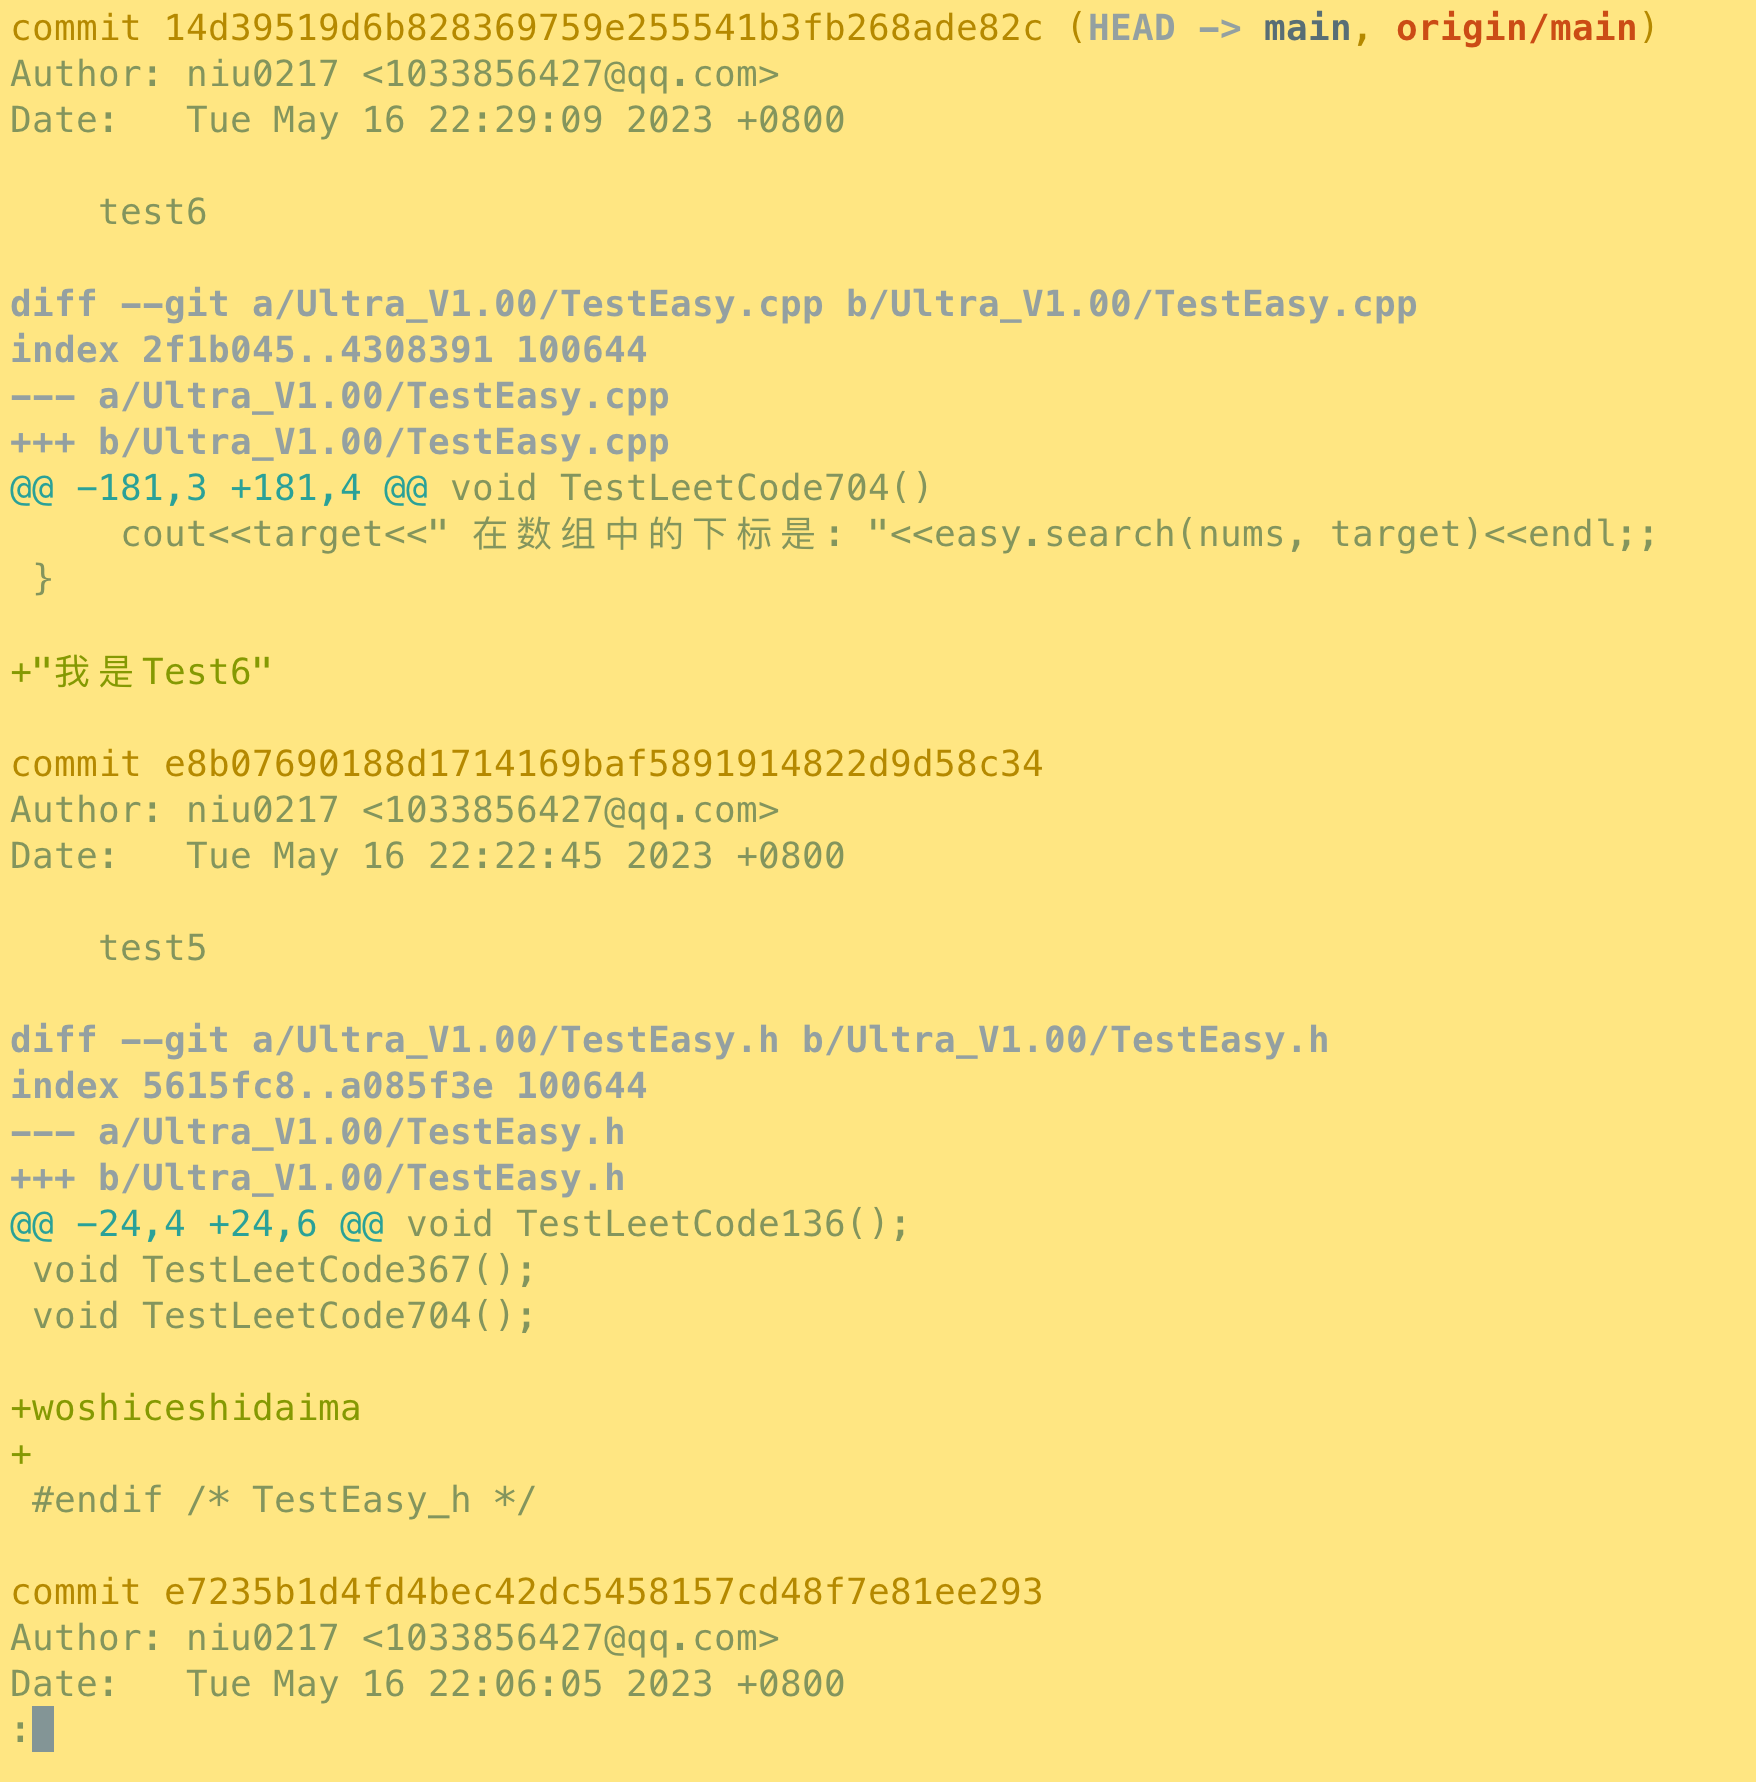 commit 14d39519d6b828369759e255541b3fb268ade82c (HEAD -> main, origin/main)
Author: niu0217 <1033856427@qq.com>
Date:   Tue May 16 22:29:09 2023 +0800
    test6
diff --git a/Ultra_V1.00/TestEasy.cpp b/Ultra_V1.00/TestEasy.cpp
index 2f1b045..4308391 100644
--- a/Ultra_V1.00/TestEasy.cpp
+++ b/Ultra_V1.00/TestEasy.cpp
@@ -181,3 +181,4 @@ void TestLeetCode704()
     cout<<target<<" 在数组中的下标是: "<<easy.search(nums, target)<<endl;;
 }
+"我是Test6"
commit e8b07690188d1714169baf5891914822d9d58c34
Author: niu0217 <1033856427@qq.com>
Date:   Tue May 16 22:22:45 2023 +0800
    test5
diff --git a/Ultra_V1.00/TestEasy.h b/Ultra_V1.00/TestEasy.h
index 5615fc8..a085f3e 100644
--- a/Ultra_V1.00/TestEasy.h
+++ b/Ultra_V1.00/TestEasy.h
@@ -24,4 +24,6 @@ void TestLeetCode136();
 void TestLeetCode367();
 void TestLeetCode704();
+woshiceshidaima
+
 #endif /* TestEasy_h */
commit e7235b1d4fd4bec42dc5458157cd48f7e81ee293
Author: niu0217 <1033856427@qq.com>
Date:   Tue May 16 22:06:05 2023 +0800
: